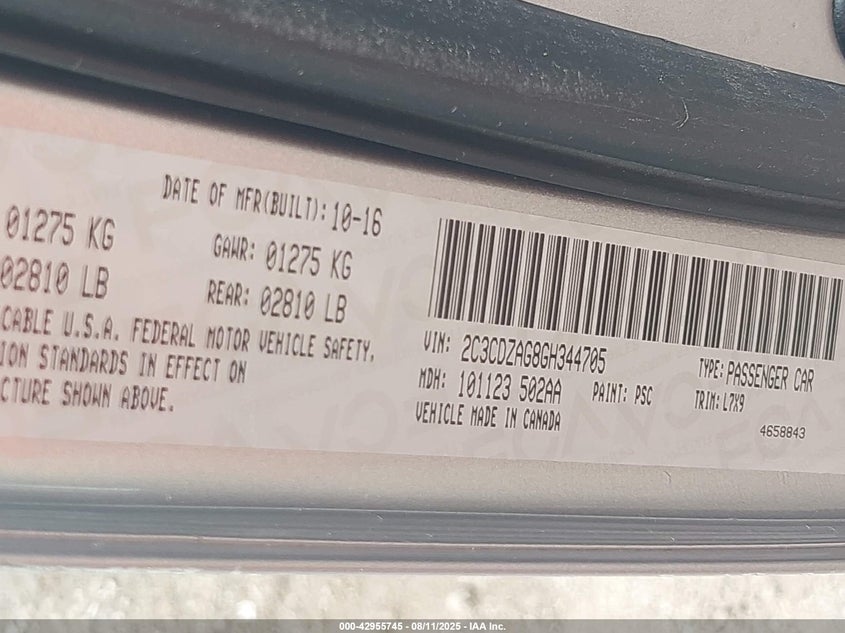 DATE OF MFR(BUILT): 10-16
01275 KG GAWR: 01275 KG
02810 LB REAR: 02810 LB
CABLE U.S.A. FEDERAL MOTOR VEHICLE SAFETY,
ION STANDARDS IN EFFECT ON
CTURE SHOWN ABOVE.
VIN: 2C3CDZAG8GH344705 TYPE: PASSENGER CAR
MDH: 101123 502AA PAINT: PSC TRIM: L7X9
VEHICLE MADE IN CANADA 4658843
000-42955745 - 08/11/2025 - IAA Inc.